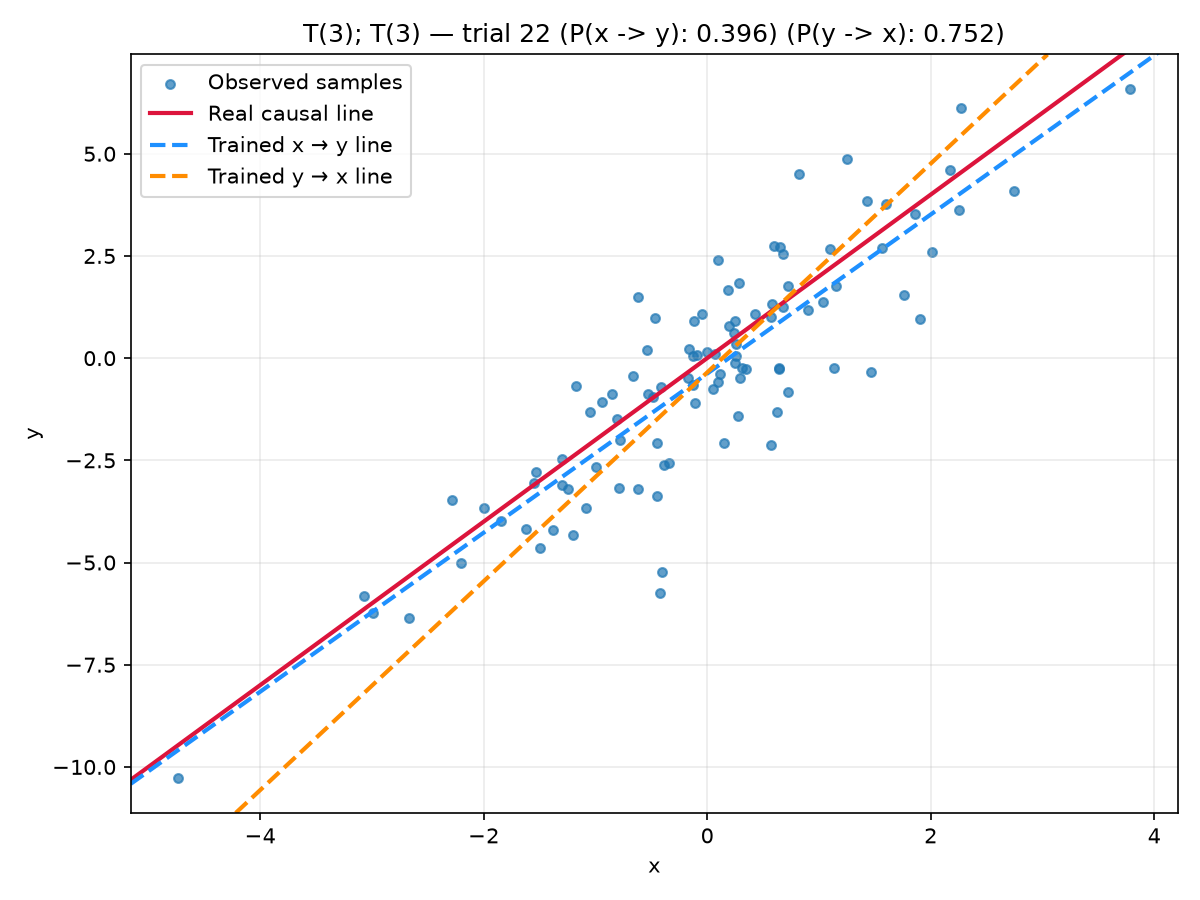 T(3); T(3) — trial 22 (P(x -> y): 0.396) (P(y -> x): 0.752)
Observed samples
Real causal line
Trained x → y line
Trained y → x line
5.0
2.5
0.0
−2.5
−5.0
−7.5
−10.0
y
−4
−2
0
2
4
x